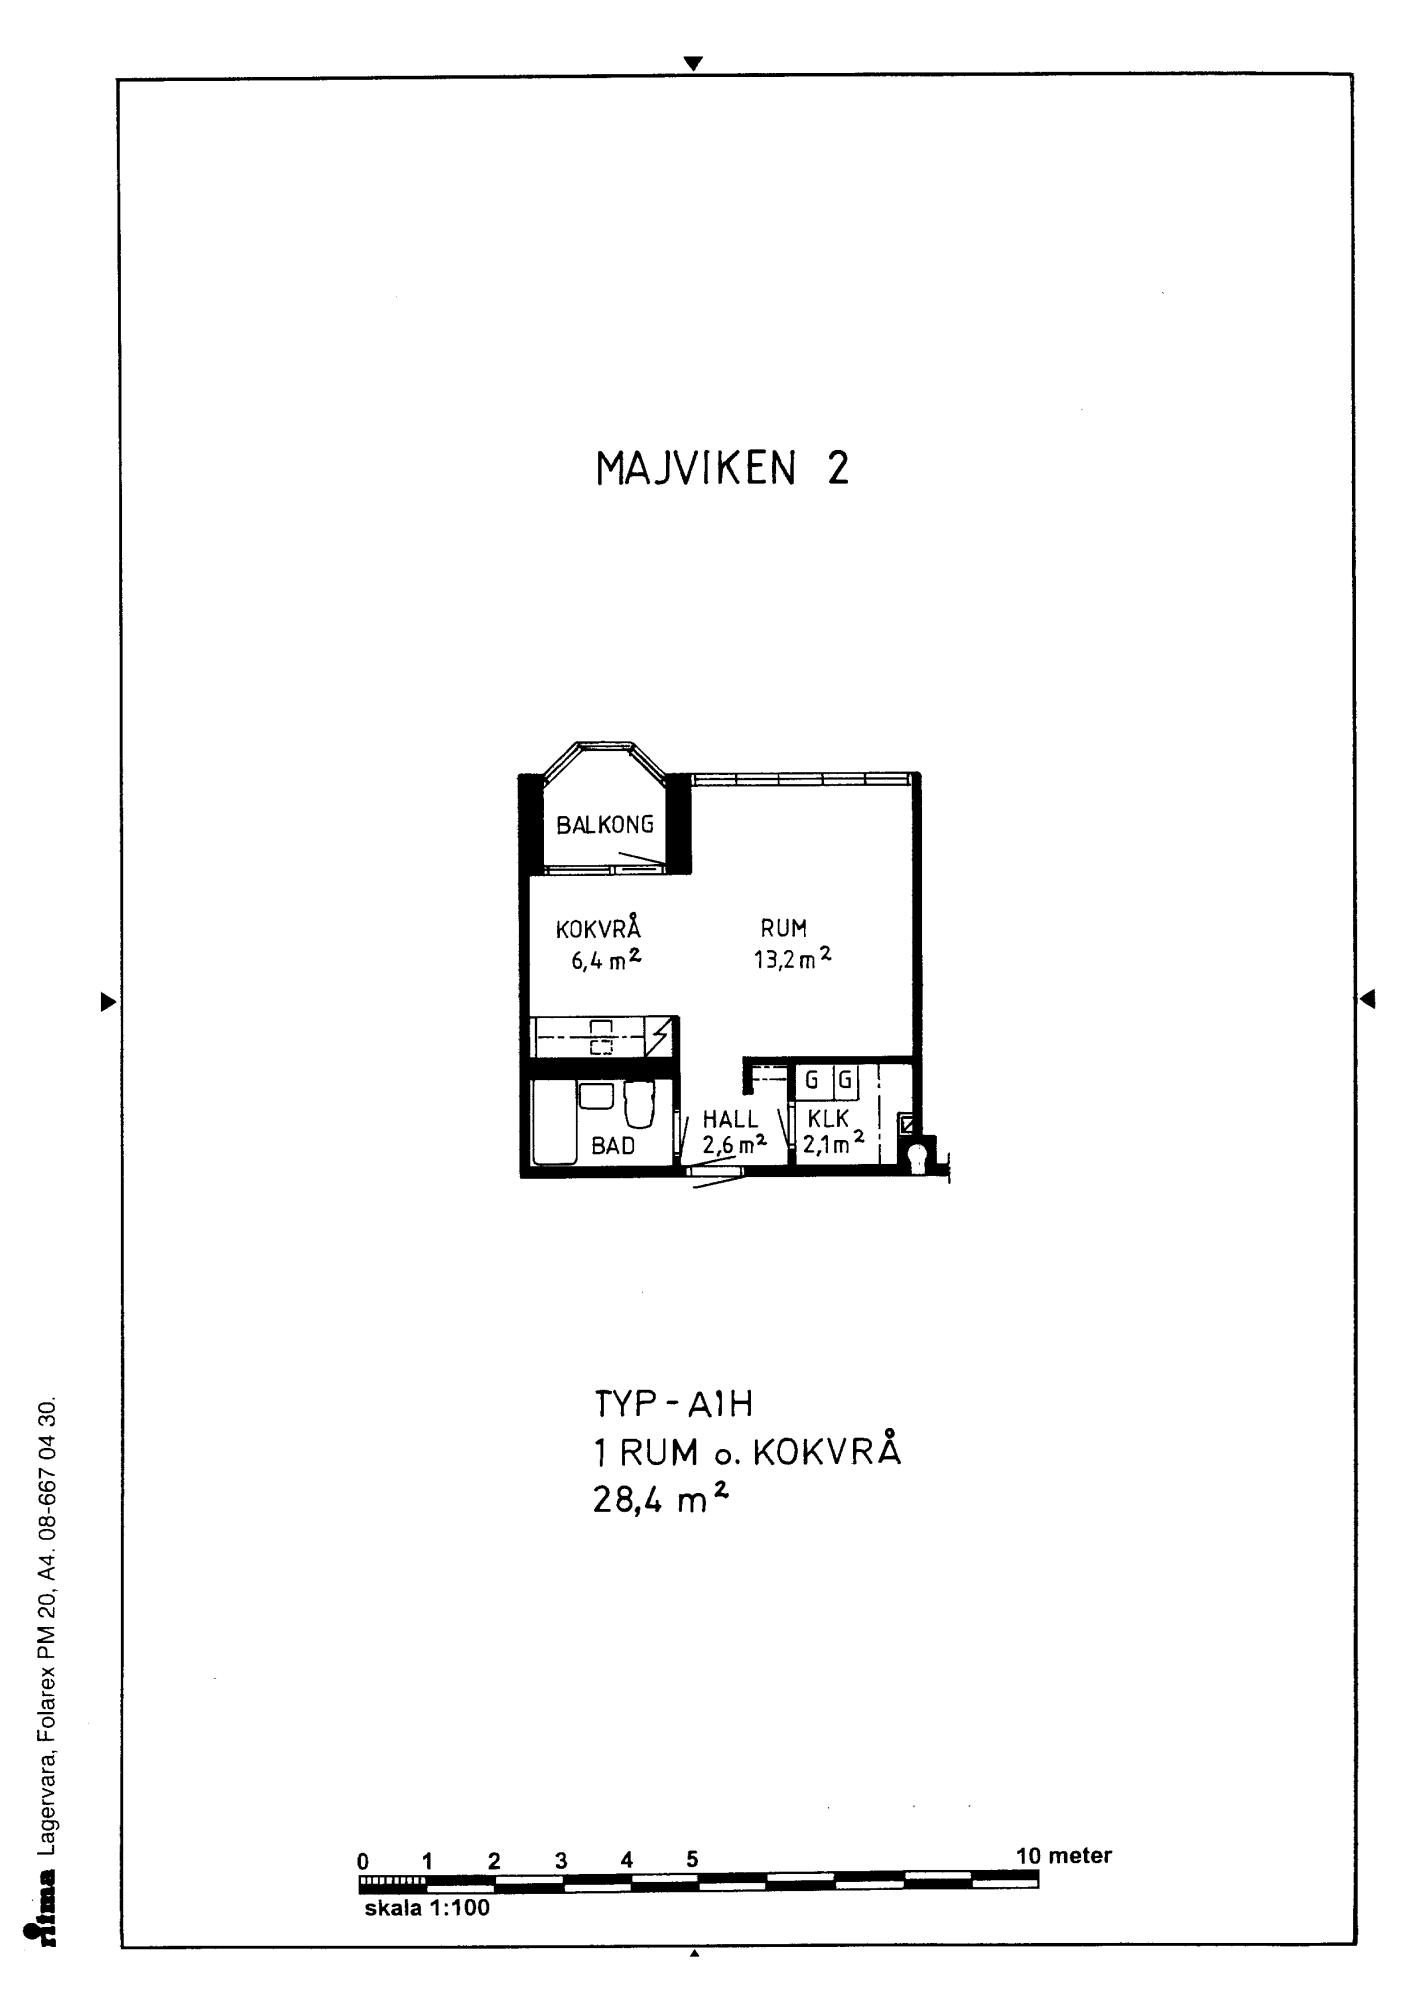 MAJVIKEN 2
BALKONG
KOKVRÅ
6,4 m²
RUM
13,2 m²
G G
HALL
2,6 m²
KLK
2,1 m²
BAD
TYP - A1H
1 RUM o. KOKVRÅ
28,4 m²
0 1 2 3 4 5 10 meter
skala 1:100
ritma Lagervara, Folarex PM 20, A4. 08-667 04 30.